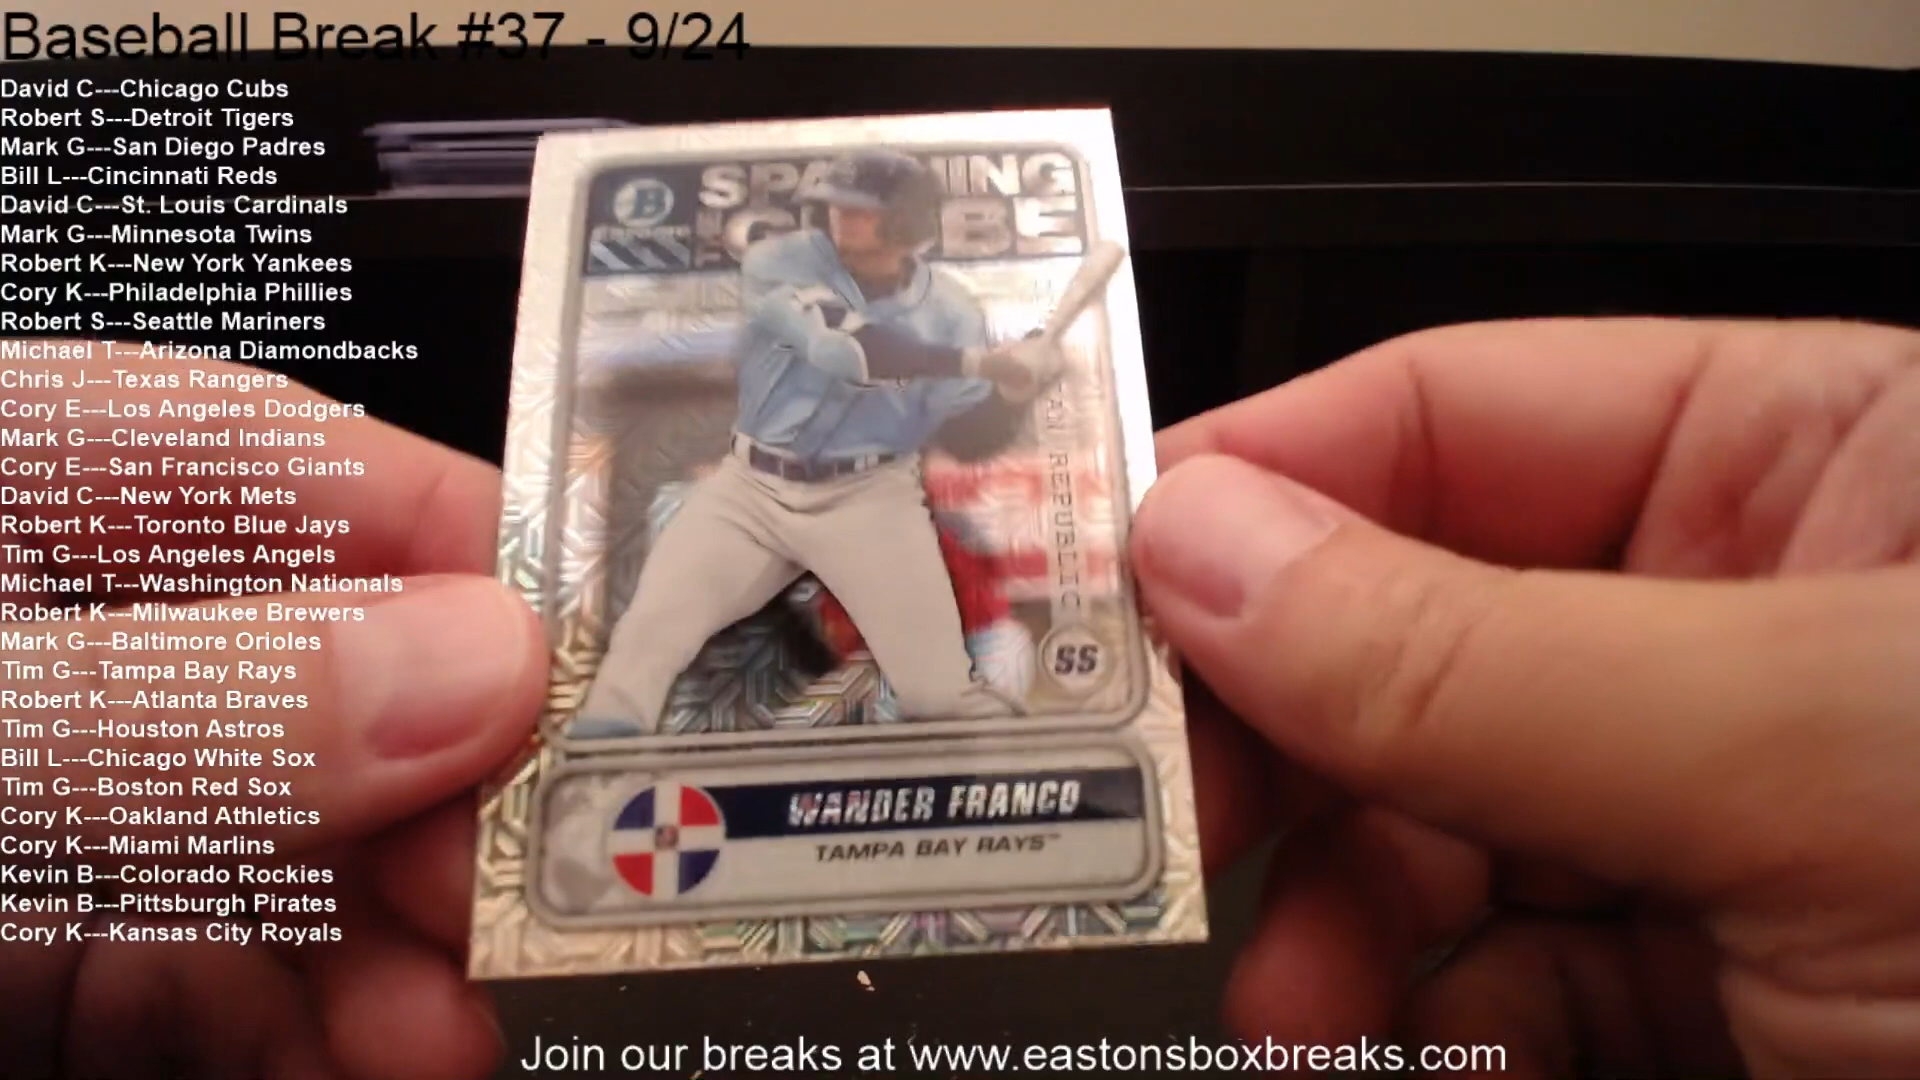 Baseball Break #37 - 9/24
David C---Chicago Cubs
Robert S---Detroit Tigers
Mark G---San Diego Padres
Bill L---Cincinnati Reds
David C---St. Louis Cardinals
Mark G---Minnesota Twins
Robert K---New York Yankees
Cory K---Philadelphia Phillies
Robert S---Seattle Mariners
Michael T---Arizona Diamondbacks
Chris J---Texas Rangers
Cory E---Los Angeles Dodgers
Mark G---Cleveland Indians
Cory E---San Francisco Giants
David C---New York Mets
Robert K---Toronto Blue Jays
Tim G---Los Angeles Angels
Michael T---Washington Nationals
Robert K---Milwaukee Brewers
Mark G---Baltimore Orioles
Tim G---Tampa Bay Rays
Robert K---Atlanta Braves
Tim G---Houston Astros
Bill L---Chicago White Sox
Tim G---Boston Red Sox
Cory K---Oakland Athletics
Cory K---Miami Marlins
Kevin B---Colorado Rockies
Kevin B---Pittsburgh Pirates
Cory K---Kansas City Royals
B
REPUBLIC
SS
WANDER FRANCO
TAMPA BAY RAYS™
Join our breaks at www.eastonsboxbreaks.com